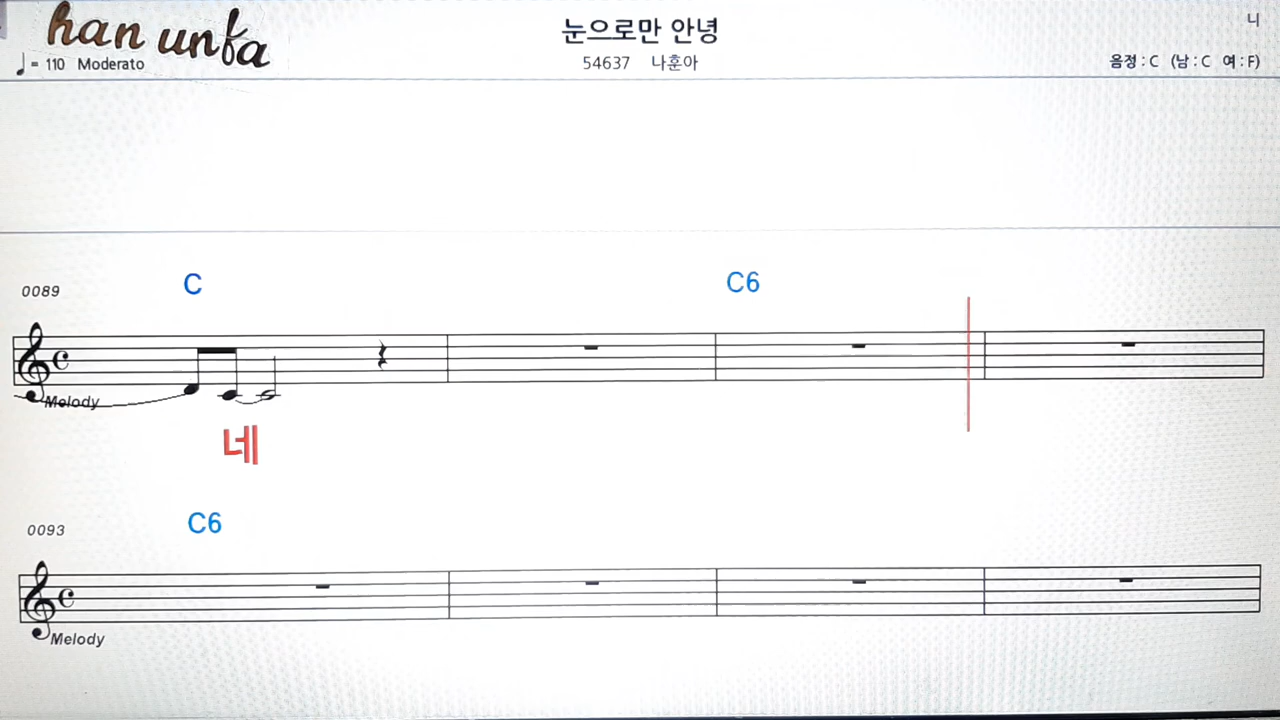 han unfa
눈으로만 안녕
니
♩= 110 Moderato
54637 나훈아
음정 : C (남 : C 여 : F)
0089
C
C6
Melody
네
0093
C6
Melody